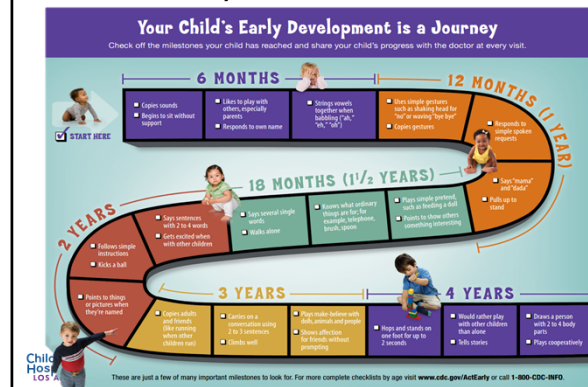 Your Child's Early Development is a Journey
Check off the milestones your child has reached and share your child's progress with the doctor at every visit.
6 MONTHS
12 MONTHS (1 YEAR)
START HERE
Copies sounds
Begins to sit without
support
Likes to play with
others, especially
parents
Responds to own name
Strings vowels
together when
babbling ("ah,"
"eh," "oh")
Uses simple gestures
such as shaking head for
"no" or waving "bye bye"
Copies gestures
Responds to
simple spoken
requests
Says "mama"
and "dada"
Pulls up to
stand
18 MONTHS (1½ YEARS)
Plays simple pretend,
such as feeding a doll
Points to show others
something interesting
Knows what ordinary
things are for; for
example, telephone,
brush, spoon
Says several single
words
Walks alone
2 YEARS
Says sentences
with 2 to 4 words
Gets excited when
with other children
Follows simple
instructions
Kicks a ball
Points to things
or pictures when
they're named
3 YEARS
4 YEARS
Copies adults
and friends
(like running
when other
children run)
Carries on a
conversation using
2 to 3 sentences
Climbs well
Plays make-believe with
dolls, animals and people
Shows affection
for friends without
prompting
Hops and stands on
one foot for up to
2 seconds
Would rather play
with other children
than alone
Tells stories
Draws a person
with 2 to 4 body
parts
Plays cooperatively
Chil
Hos
LOS A
These are just a few of many important milestones to look for. For more complete checklists by age visit www.cdc.gov/ActEarly or call 1-800-CDC-INFO.